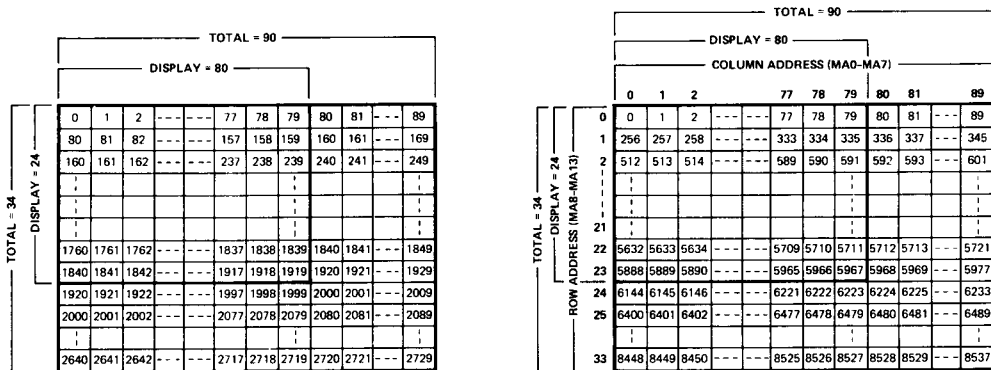 TOTAL = 90
DISPLAY = 80
TOTAL = 34
DISPLAY = 24
0 1 2 ---- ---- 77 78 79 80 81 ---- 89
80 81 82 ---- ---- 157 158 159 160 161 ---- 169
160 161 162 ---- ---- 237 238 239 240 241 ---- 249
1760 1761 1762 ---- ---- 1837 1838 1839 1840 1841 ---- 1849
1840 1841 1842 ---- ---- 1917 1918 1919 1920 1921 ---- 1929
1920 1921 1922 ---- ---- 1997 1998 1999 2000 2001 ---- 2009
2000 2001 2002 ---- ---- 2077 2078 2079 2080 2081 ---- 2089
2640 2641 2642 ---- ---- 2717 2718 2719 2720 2721 ---- 2729
TOTAL = 90
DISPLAY = 80
COLUMN ADDRESS (MA0-MA7)
TOTAL = 34
DISPLAY = 24
ROW ADDRESS (MA8-MA13)
0 1 2 77 78 79 80 81 89
0 0 1 2 ---- ---- 77 78 79 80 81 ---- 89
1 256 257 258 ---- ---- 333 334 335 336 337 ---- 345
2 512 513 514 ---- ---- 589 590 591 592 593 ---- 601
21
22 5632 5633 5634 ---- ---- 5709 5710 5711 5712 5713 ---- 5721
23 5888 5889 5890 ---- ---- 5965 5966 5967 5968 5969 ---- 5977
24 6144 6145 6146 ---- ---- 6221 6222 6223 6224 6225 ---- 6233
25 6400 6401 6402 ---- ---- 6477 6478 6479 6480 6481 ---- 6489
33 8448 8449 8450 ---- ---- 8525 8526 8527 8528 8529 ---- 8537